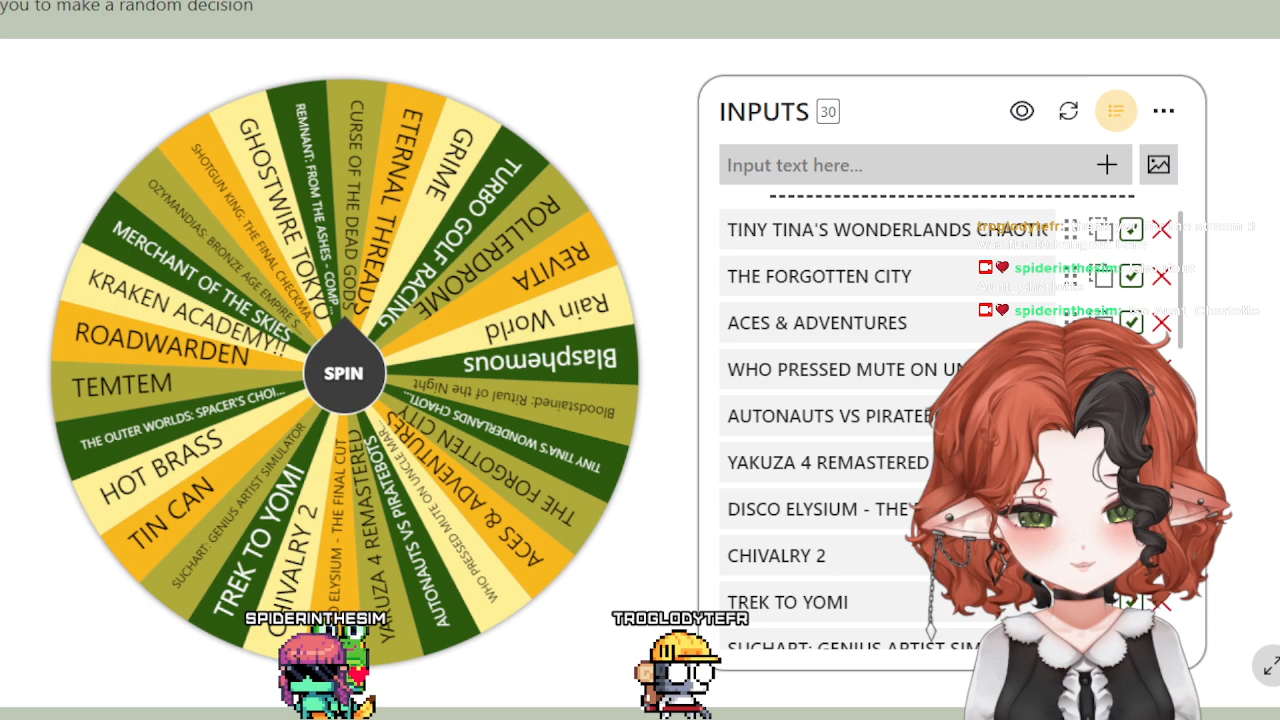 you to make a random decision
CURSE OF THE DEAD GODS
ETERNAL THREADS
GRIME
TURBO GOLF RACING
ROLLERDROME
REVITA
Rain World
Blasphemous
Bloodstained: Ritual of the Night
TINY TINA'S WONDERLANDS: CHAOTI...
THE FORGOTTEN CITY
ACES & ADVENTURES
WHO PRESSED MUTE ON UNCLE MAR...
AUTONAUTS VS PIRATEBOTS
YAKUZA 4 REMASTERED
ELYSIUM - THE FINAL CUT
CHIVALRY 2
TREK TO YOMI
SUCHART: GENIUS ARTIST SIMULATOR
TIN CAN
HOT BRASS
THE OUTER WORLDS: SPACER'S CHOI...
TEMTEM
ROADWARDEN
KRAKEN ACADEMY!!
MERCHANT OF THE SKIES
OZYMANDIAS: BRONZE AGE EMPIRE S...
SHOTGUN KING: THE FINAL CHECKMA...
GHOSTWIRE TOKYO
REMNANT: FROM THE ASHES - COMP...
SPIN
INPUTS 30
Input text here...
TINY TINA'S WONDERLANDS CHAOTIC
THE FORGOTTEN CITY
ACES & ADVENTURES
WHO PRESSED MUTE ON UN
AUTONAUTS VS PIRATEB
YAKUZA 4 REMASTERED
DISCO ELYSIUM - THE
CHIVALRY 2
TREK TO YOMI
SUCHART: GENIUS ARTIST SIM
troglodytefr:
spiderinthesim:
spiderinthesim:
SPIDERINTHESIM
TROGLODYTEFR